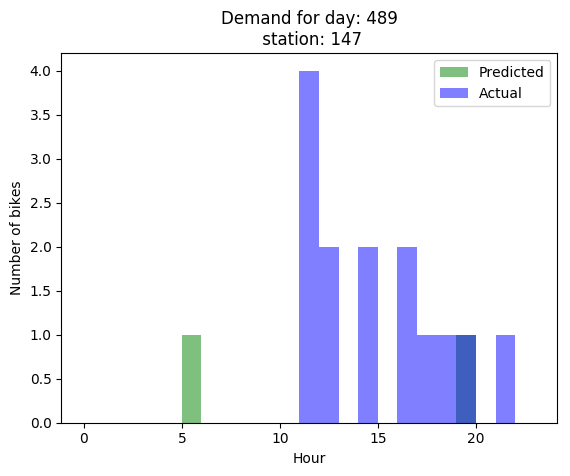 Demand for day: 489
station: 147
Predicted
Actual
Number of bikes
4.0
3.5
3.0
2.5
2.0
1.5
1.0
0.5
0.0
0 5 10 15 20
Hour